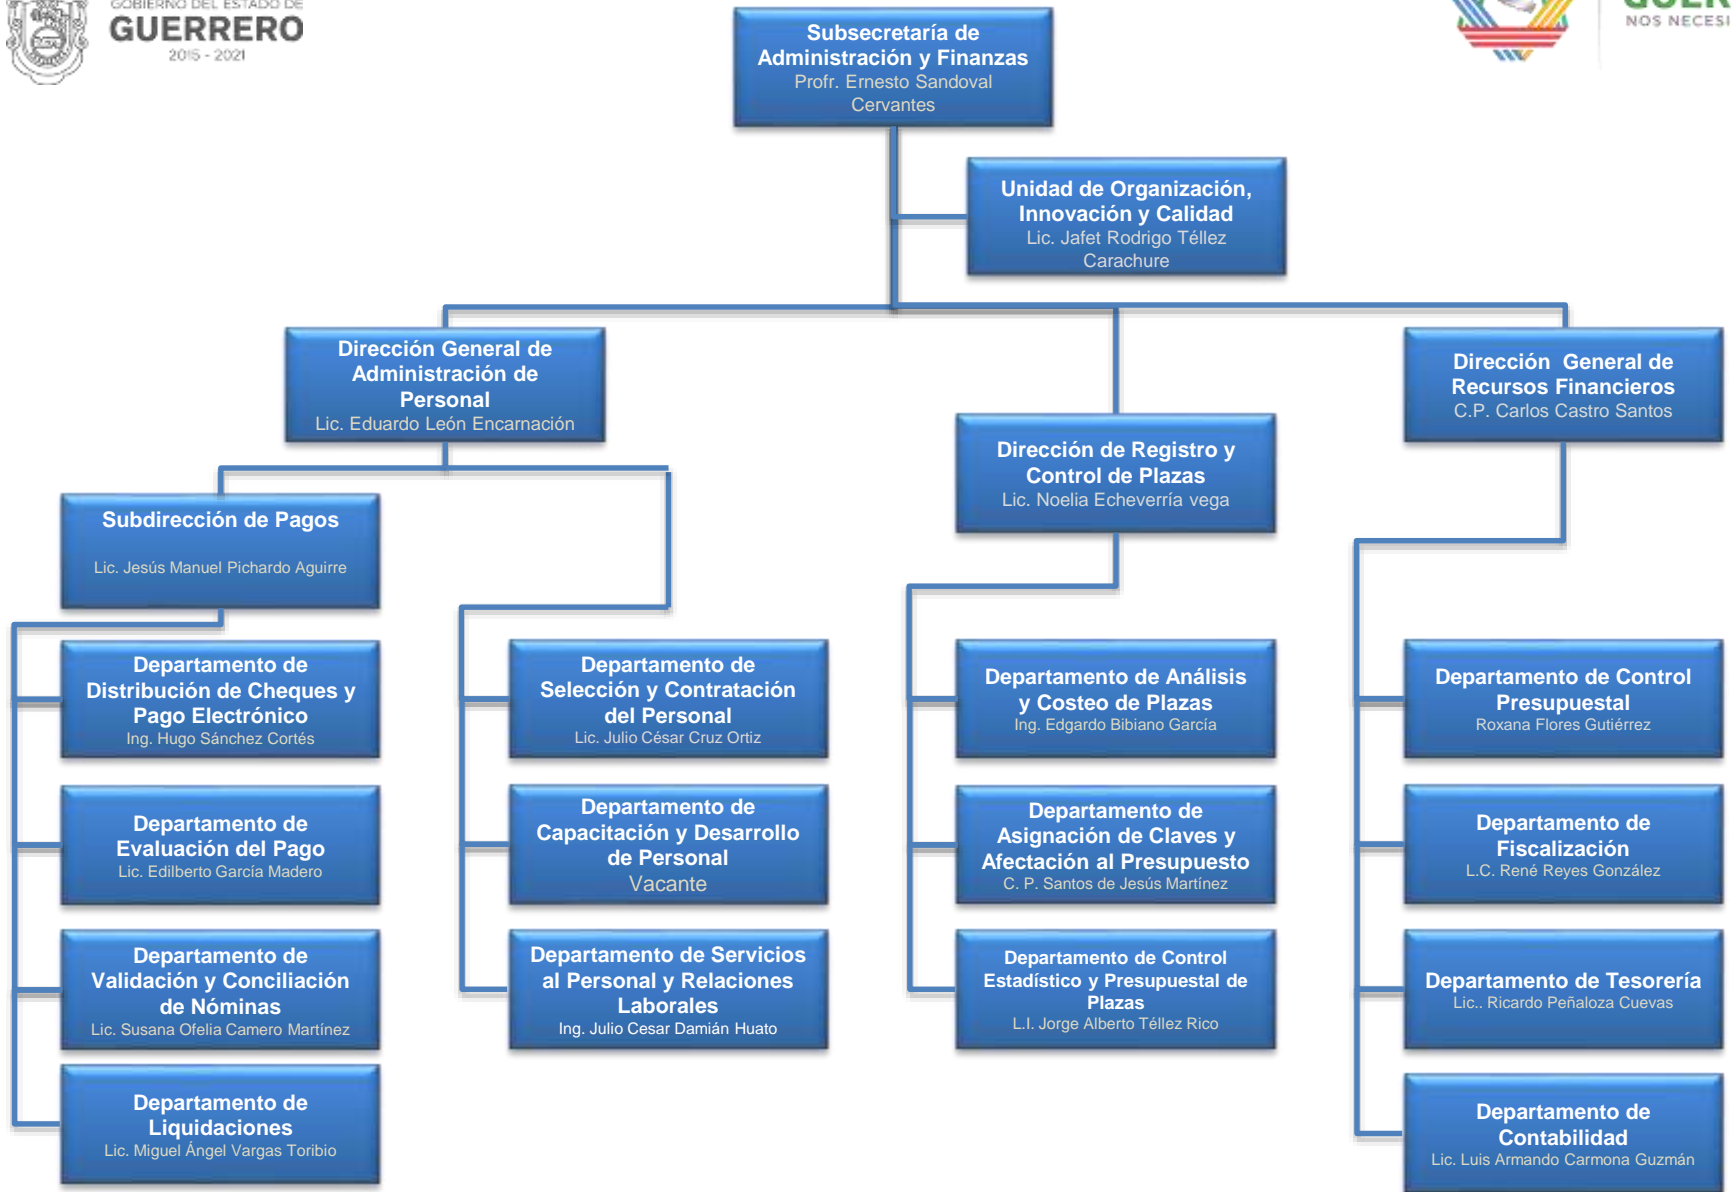 GOBIERNO DEL ESTADO DE
GUERRERO
2015 - 2021
NOS NECESI
Subsecretaría de
Administración y Finanzas
Profr. Ernesto Sandoval
Cervantes
Unidad de Organización,
Innovación y Calidad
Lic. Jafet Rodrigo Téllez
Carachure
Dirección General de
Administración de
Personal
Lic. Eduardo León Encarnación
Dirección de Registro y
Control de Plazas
Lic. Noelia Echeverría vega
Dirección  General de
Recursos Financieros
C.P. Carlos Castro Santos
Subdirección de Pagos
Lic. Jesús Manuel Pichardo Aguirre
Departamento de
Distribución de Cheques y
Pago Electrónico
Ing. Hugo Sánchez Cortés
Departamento de
Evaluación del Pago
Lic. Edilberto García Madero
Departamento de
Validación y Conciliación
de Nóminas
Lic. Susana Ofelia Camero Martínez
Departamento de
Liquidaciones
Lic. Miguel Ángel Vargas Toribio
Departamento de
Selección y Contratación
del Personal
Lic. Julio César Cruz Ortiz
Departamento de
Capacitación y Desarrollo
de Personal
Vacante
Departamento de Servicios
al Personal y Relaciones
Laborales
Ing. Julio Cesar Damián Huato
Departamento de Análisis
y Costeo de Plazas
Ing. Edgardo Bibiano García
Departamento de
Asignación de Claves y
Afectación al Presupuesto
C. P. Santos de Jesús Martínez
Departamento de Control
Estadístico y Presupuestal de
Plazas
L.I. Jorge Alberto Téllez Rico
Departamento de Control
Presupuestal
Roxana Flores Gutiérrez
Departamento de
Fiscalización
L.C. René Reyes González
Departamento de Tesorería
Lic.. Ricardo Peñaloza Cuevas
Departamento de
Contabilidad
Lic. Luis Armando Carmona Guzmán